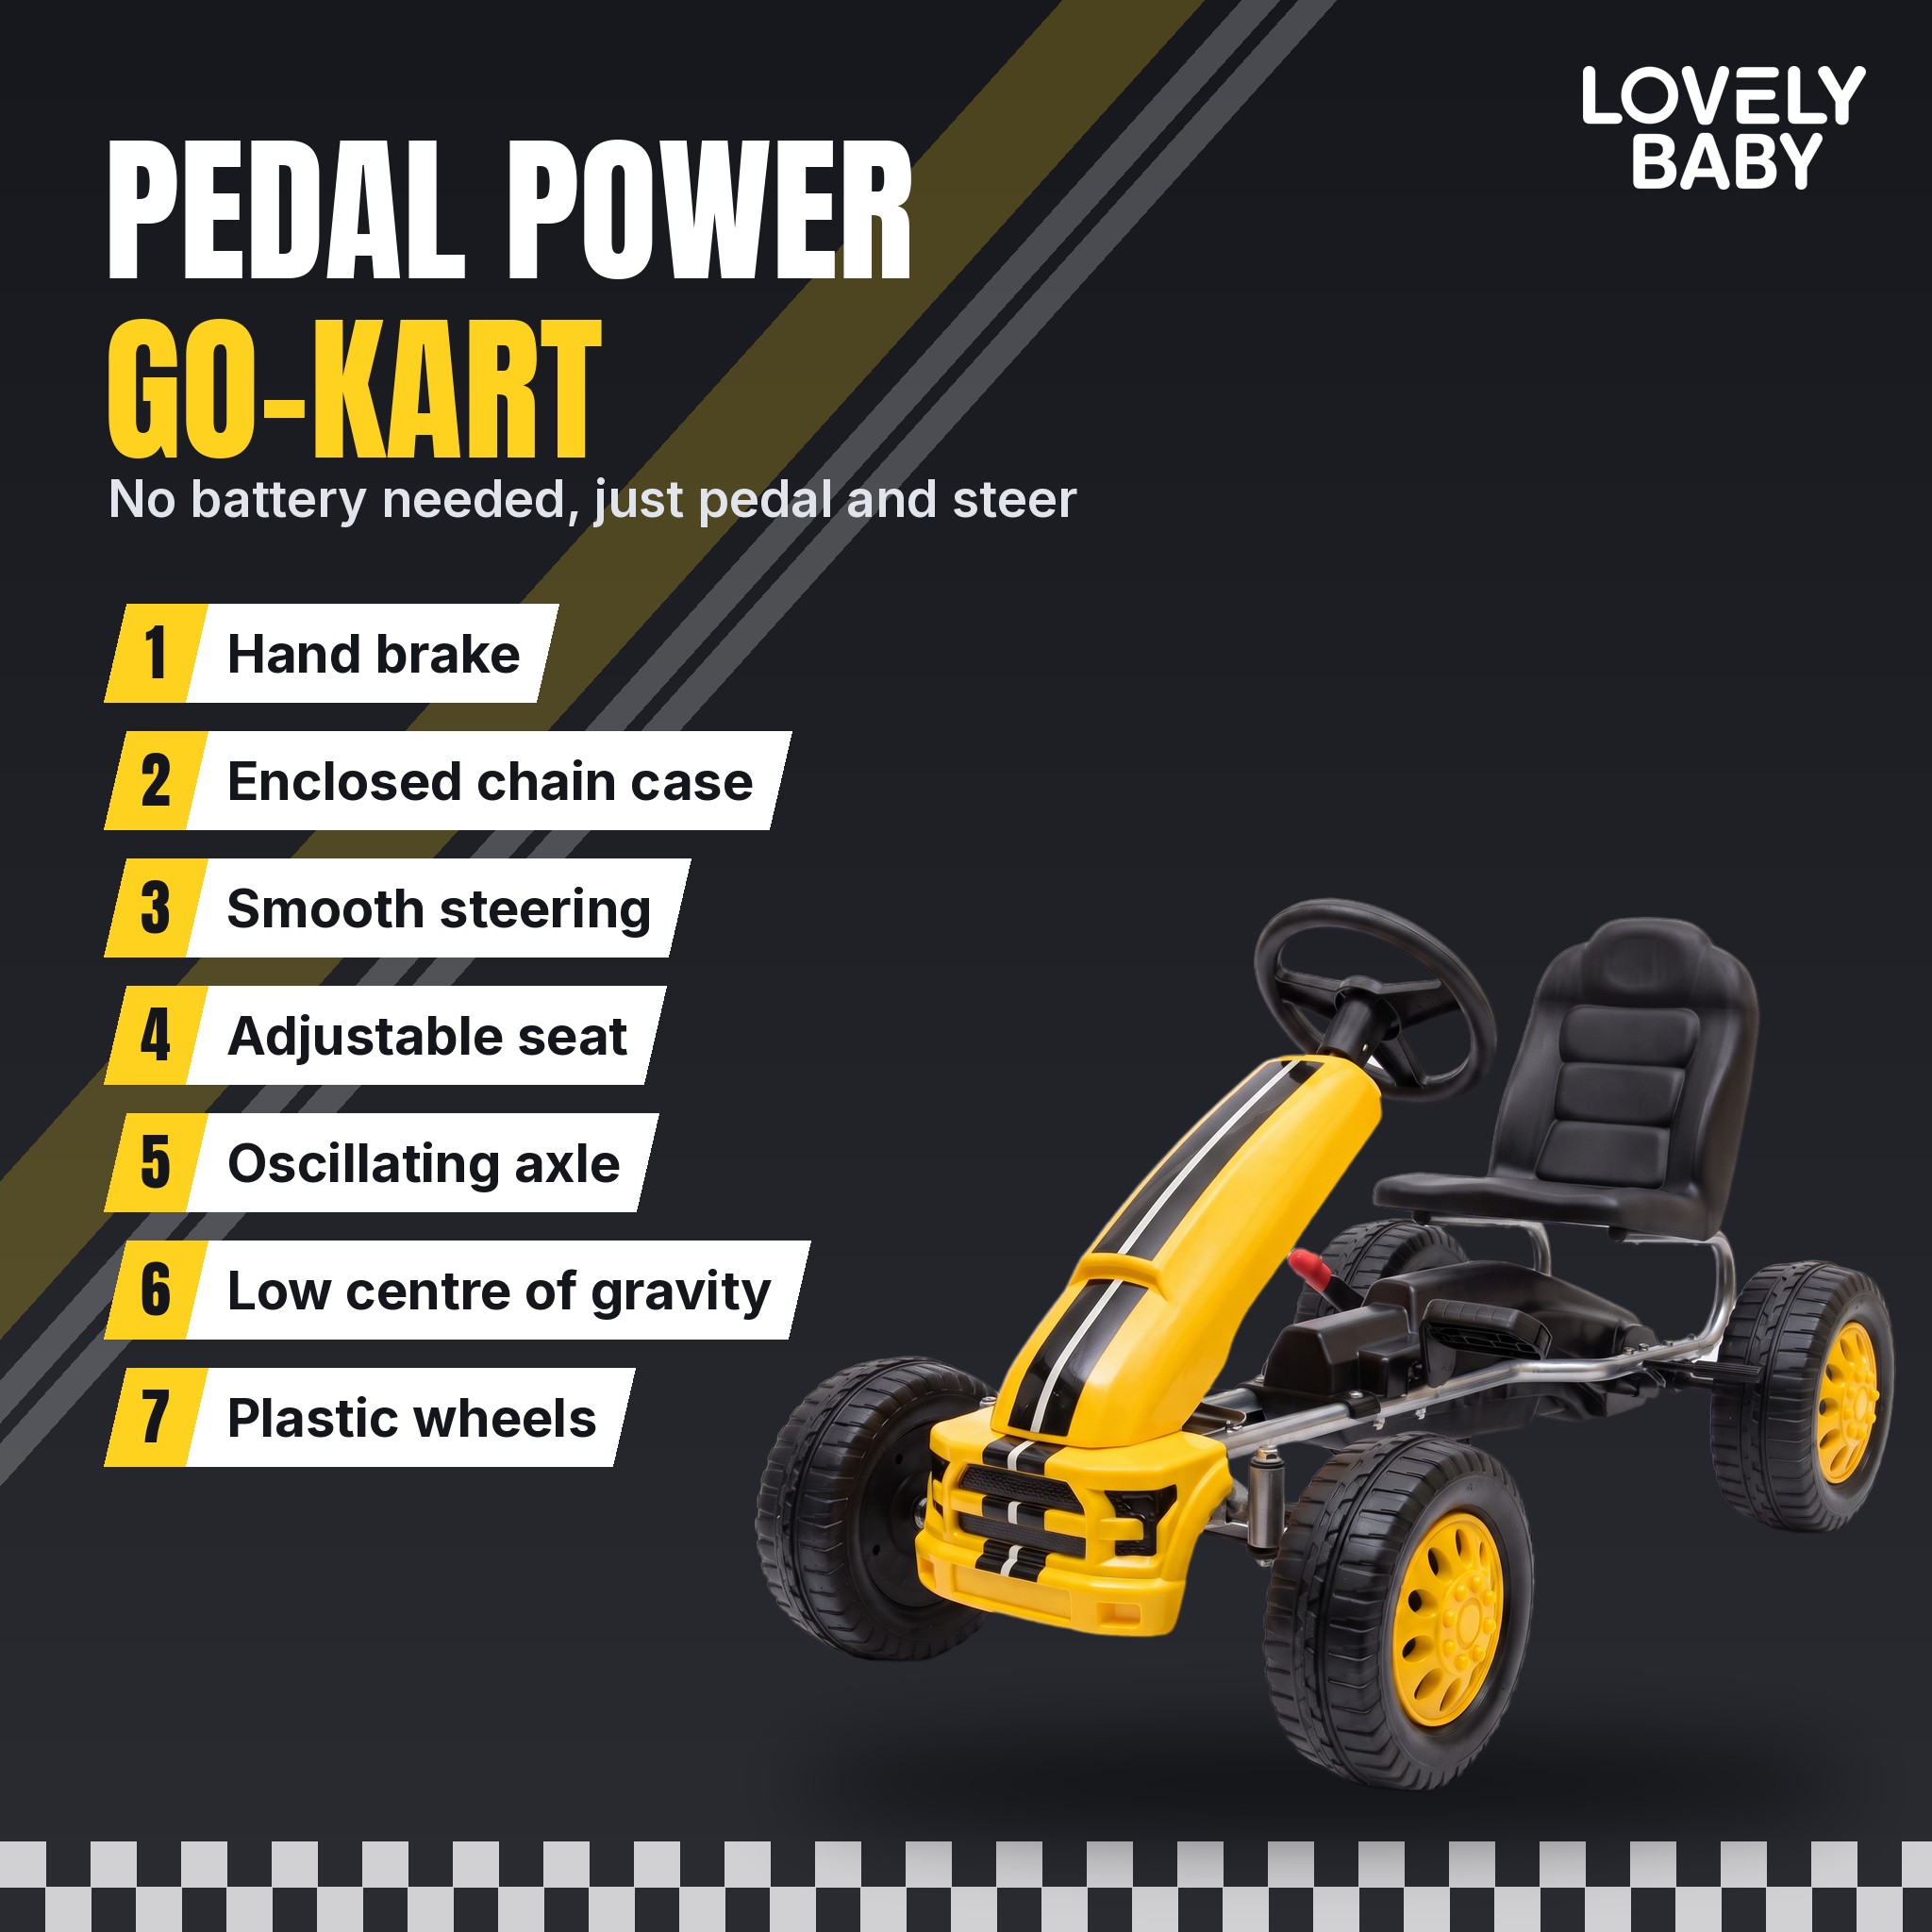 LOVELY
BABY
PEDAL POWER
GO-KART
No battery needed, just pedal and steer
1 Hand brake
2 Enclosed chain case
3 Smooth steering
4 Adjustable seat
5 Oscillating axle
6 Low centre of gravity
7 Plastic wheels